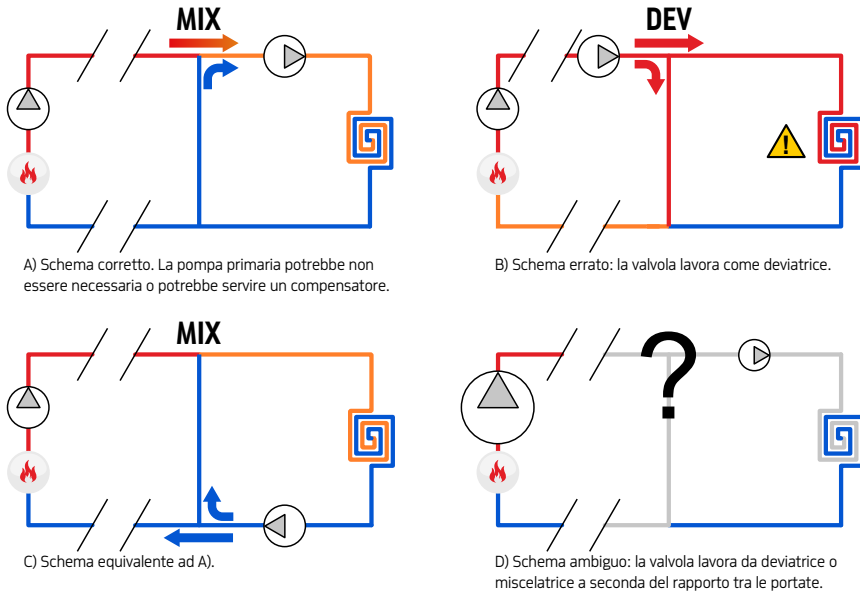 MIX
DEV
!
A) Schema corretto. La pompa primaria potrebbe non
essere necessaria o potrebbe servire un compensatore.
B) Schema errato: la valvola lavora come deviatrice.
MIX
?
C) Schema equivalente ad A).
D) Schema ambiguo: la valvola lavora da deviatrice o
miscelatrice a seconda del rapporto tra le portate.